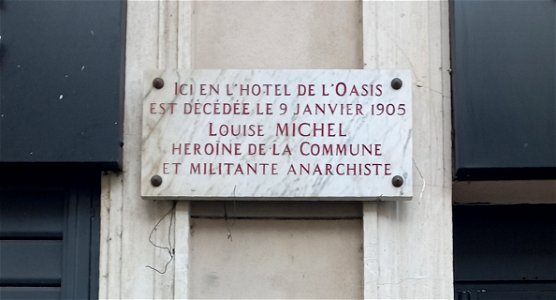 ICI EN L'HOTEL DE L'OASIS
EST DÉCÉDÉE LE 9 JANVIER 1905
LOUISE MICHEL
HEROINE DE LA COMMUNE
ET MILITANTE ANARCHISTE